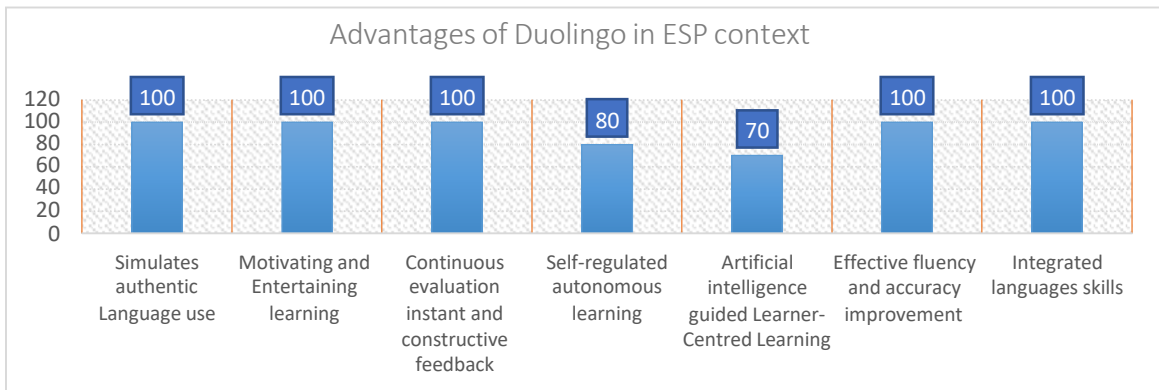 Advantages of Duolingo in ESP context
100
100
100
80
70
100
100
120
100
80
60
40
20
0
Simulates
authentic
Language use
Motivating and
Entertaining
learning
Continuous
evaluation
instant and
constructive
feedback
Self-regulated
autonomous
learning
Artificial
intelligence
guided Learner-
Centred Learning
Effective fluency
and accuracy
improvement
Integrated
languages skills